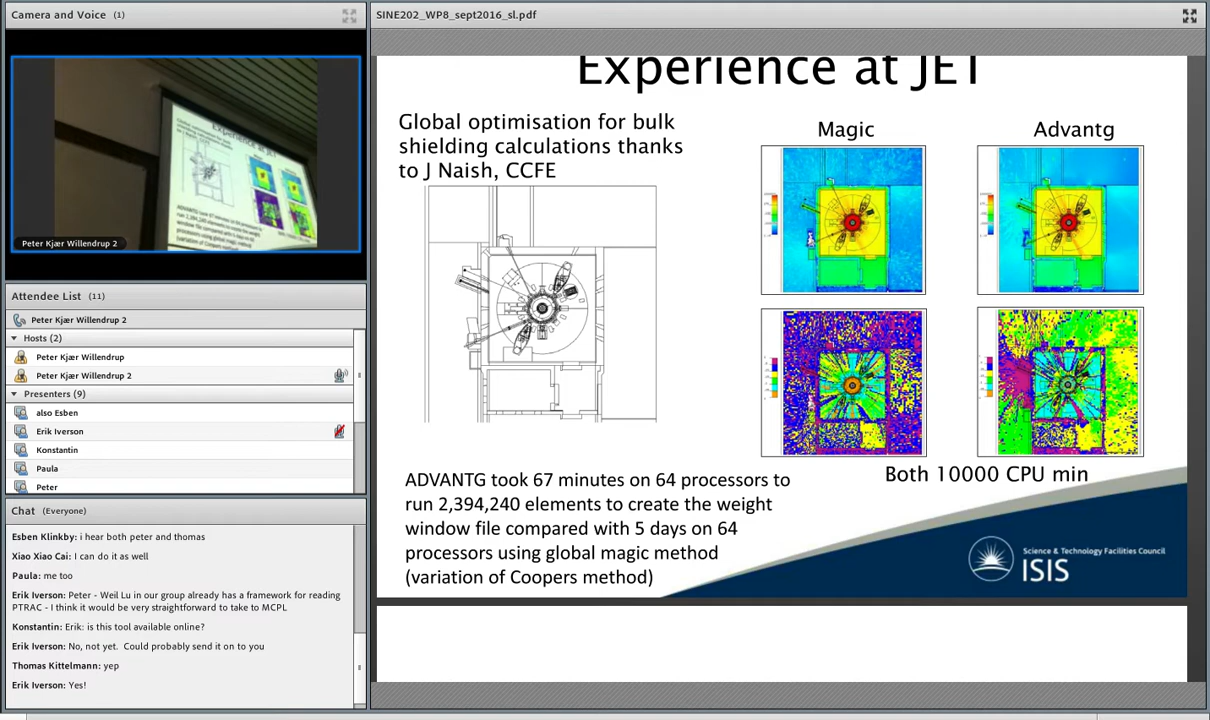 Camera and Voice (1)
SINE202_WP8_sept2016_sl.pdf
Peter Kjær Willendrup 2
Attendee List (11)
Peter Kjær Willendrup 2
Hosts (2)
Peter Kjær Willendrup
Peter Kjær Willendrup 2
Presenters (9)
also Esben
Erik Iverson
Konstantin
Paula
Peter
Chat (Everyone)
Esben Klinkby: i hear both peter and thomas
Xiao Xiao Cai: I can do it as well
Paula: me too
Erik Iverson: Peter - Weil Lu in our group already has a framework for reading
PTRAC - I think it would be very straightforward to take to MCPL
Konstantin: Erik: is this tool available online?
Erik Iverson: No, not yet. Could probably send it on to you
Thomas Kittelmann: yep
Erik Iverson: Yes!
Experience at JET
Global optimisation for bulk
shielding calculations thanks
to J Naish, CCFE
Magic
Advantg
Both 10000 CPU min
ADVANTG took 67 minutes on 64 processors to
run 2,394,240 elements to create the weight
window file compared with 5 days on 64
processors using global magic method
(variation of Coopers method)
Science & Technology Facilities Council
ISIS